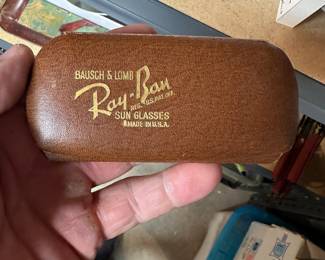 BAUSCH & LOMB
Ray-Ban
REG. U.S. PAT. OFF.
SUN GLASSES
MADE IN U.S.A.